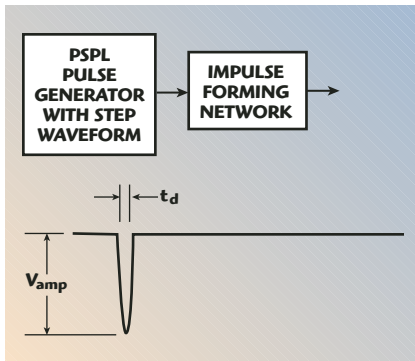 PSPL
PULSE
GENERATOR
WITH STEP
WAVEFORM
IMPULSE
FORMING
NETWORK
td
Vamp